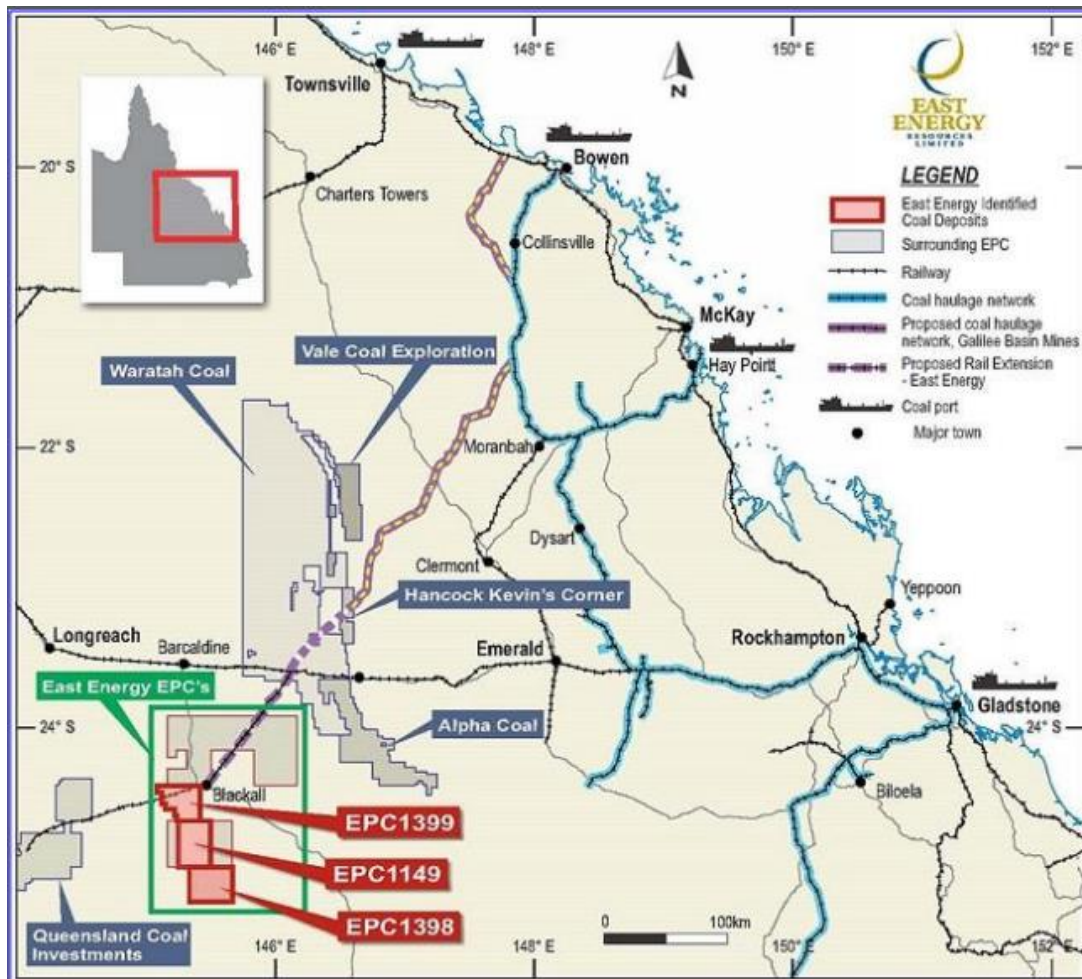 146° E
148° E
150° E
152° E
Townsville
N
EAST
ENERGY
RESOURCES
LIMITED
20° S
Bowen
Charters Towers
LEGEND
East Energy Identified
Coal Deposits
Surrounding EPC
Railway
Coal haulage network
Proposed coal haulage
network, Galilee Basin Mines
Proposed Rail Extension
- East Energy
Coal port
Major town
Collinsville
McKay
Hay Poirtt
Vale Coal Exploration
Waratah Coal
22° S
22° S
Moranbah
Dysart
Clermont
Hancock Kevin's Corner
Yeppoon
Longreach
Barcaldine
Emerald
Rockhampton
East Energy EPC's
24° S
Alpha Coal
Gladstone
24° S
Blackall
Biloela
EPC1399
EPC1149
EPC1398
Queensland Coal
Investments
0
100km
146° E
148° E
150° E
152° E